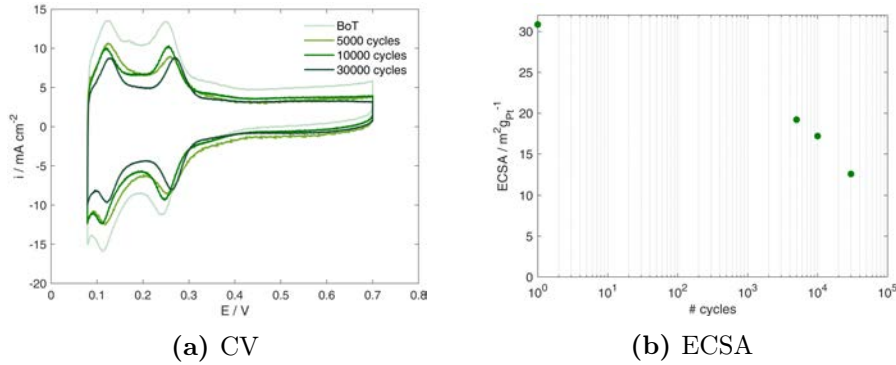 BoT
5000 cycles
10000 cycles
30000 cycles
15
10
5
0
-5
-10
-15
-20
i / mA cm⁻²
0 0.1 0.2 0.3 0.4 0.5 0.6 0.7 0.8
E / V
(a) CV
30
25
20
15
10
5
0
ECSA / m²g_Pt⁻¹
10⁰ 10¹ 10² 10³ 10⁴ 10⁵
# cycles
(b) ECSA